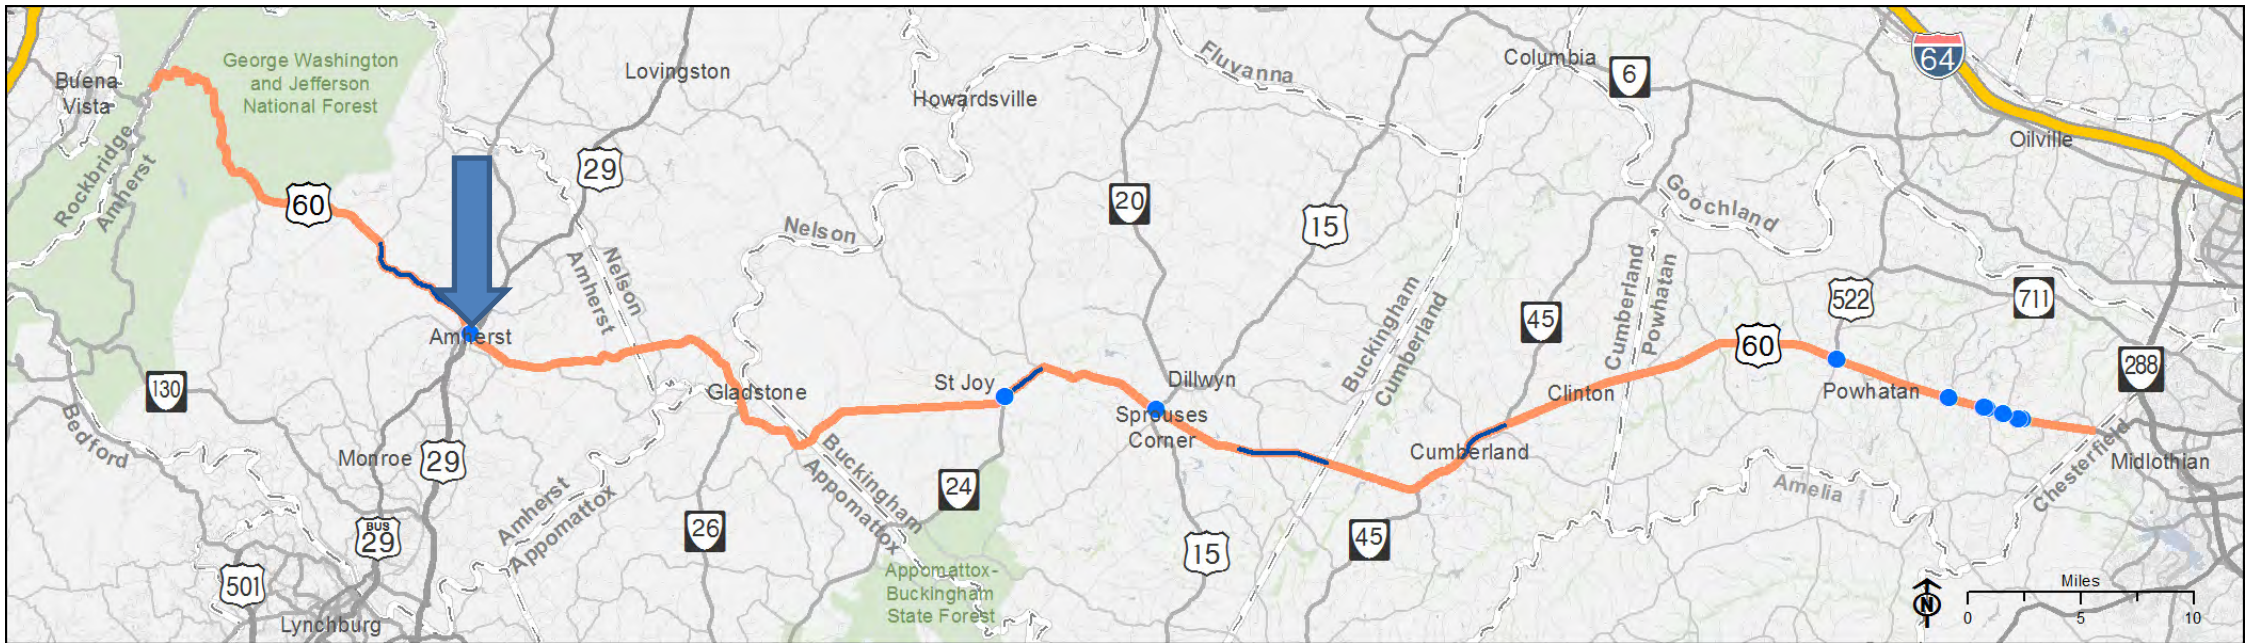 George Washington
and Jefferson
National Forest
Buena
Vista
Lovingston
Howardsville
Fluvanna
Columbia
6
64
Oilville
Rockbridge
Amherst
60
29
20
15
Goochland
Nelson
Nelson
Amherst
Buckingham
Cumberland
45
Cumberland
Powhatan
522
711
60
288
Amherst
130
Gladstone
St Joy
Dillwyn
Sprouses
Corner
Clinton
Powhatan
Bedford
Monroe
29
Buckingham
Appomattox
24
Cumberland
Midlothian
Chesterfield
Amelia
Amherst
Appomattox
BUS
29
26
15
45
501
Lynchburg
Appomattox-
Buckingham
State Forest
N
Miles
0 5 10